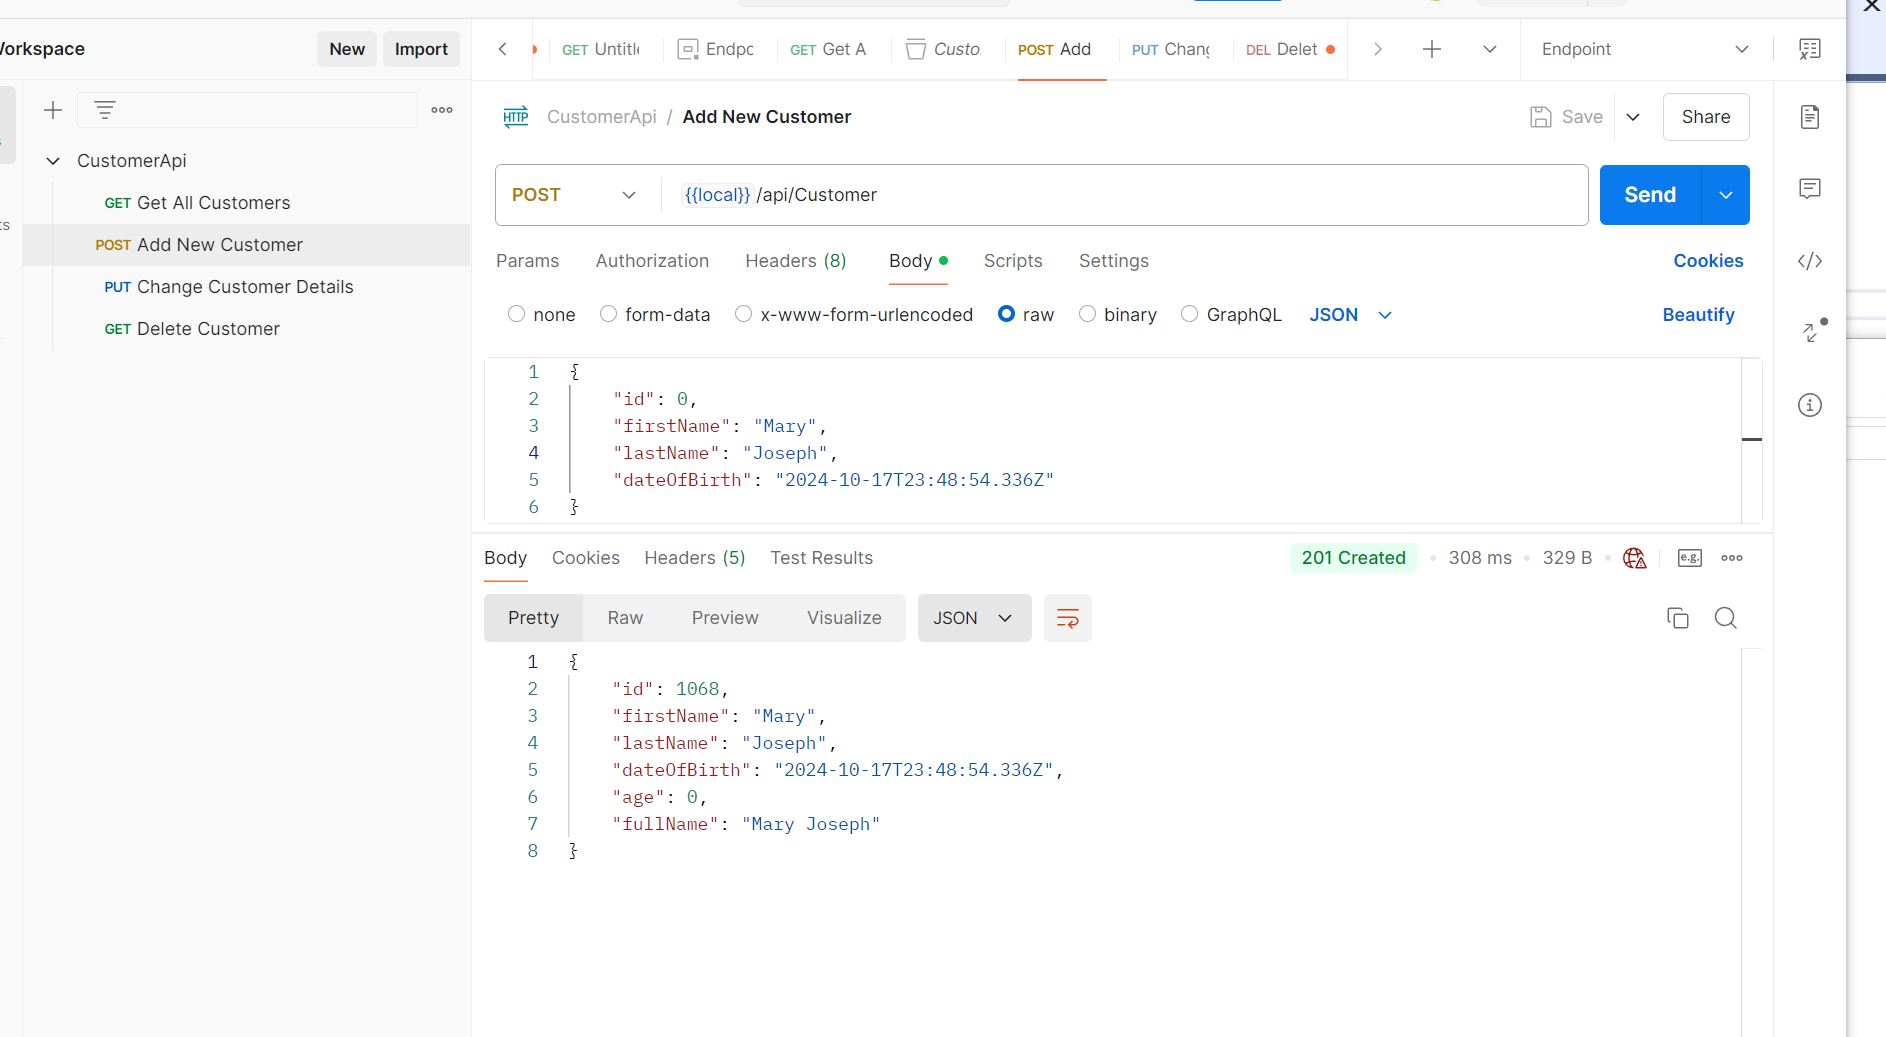 New
Import
GET Untitl
Endpc
GET Get A
Custo
POST Add
PUT Chang
DEL Delet
Endpoint
CustomerApi / Add New Customer
Save
Share
CustomerApi
GET Get All Customers
POST Add New Customer
PUT Change Customer Details
GET Delete Customer
POST
{{local}} /api/Customer
Send
Params
Authorization
Headers (8)
Body
Scripts
Settings
Cookies
none
form-data
x-www-form-urlencoded
raw
binary
GraphQL
JSON
Beautify
1 {
2 "id": 0,
3 "firstName": "Mary",
4 "lastName": "Joseph",
5 "dateOfBirth": "2024-10-17T23:48:54.336Z"
6 }
Body
Cookies
Headers (5)
Test Results
201 Created
308 ms
329 B
e.g.
Pretty
Raw
Preview
Visualize
JSON
1 {
2 "id": 1068,
3 "firstName": "Mary",
4 "lastName": "Joseph",
5 "dateOfBirth": "2024-10-17T23:48:54.336Z",
6 "age": 0,
7 "fullName": "Mary Joseph"
8 }